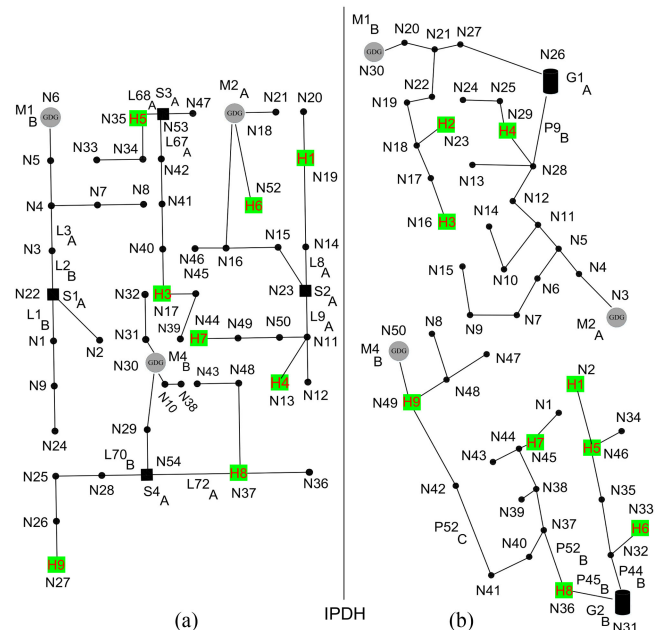 N6
M1 B
GDG
N5
N4
N7
N8
L3 A
N3
L2 B
N22
S1 A
L1 B
N1
N2
N9
N24
L68 A
S3 A
N47
N35
H5
N53
N33
N34
L67 A
N42
N41
N40
N32
H3
N17
N45
N46
N31
N39
N30
GDG
M4 B
N10
N38
N43
N48
N29
L70 B
N54
N25
N28
S4 A
L72 A
H8
N37
N36
N26
H9
N27
M2 A
GDG
N21
N20
N18
H1
N19
N52
H6
N15
N14
N16
L8 A
N23
S2 A
L9 A
N44
H7
N49
N50
N11
H4
N13
N12
(a)
IPDH
M1 B
N20
N21
N27
N26
GDG
N30
G1 A
N22
N24
N25
N19
N29
H2
H4
P9 B
N18
N23
N13
N28
N17
N12
N16
H3
N14
N11
N5
N15
N10
N4
N6
N3
GDG
N9
N7
M2 A
N50
N8
GDG
M4 B
N47
N2
H1
N48
N49
H9
N1
N34
N44
H7
H5
N43
N45
N46
N42
N38
N35
N33
N39
H6
P52 C
N37
N32
N40
P52 B
P44 B
N41
H8
P45 B
N36
G2 B
N31
(b)